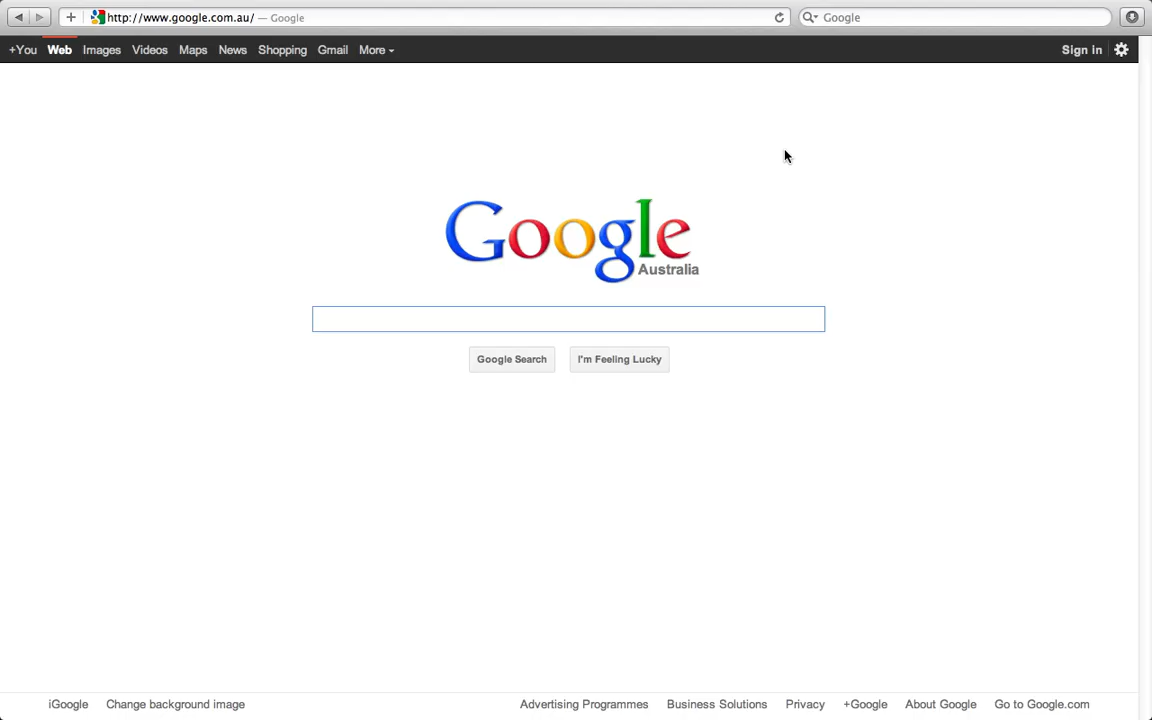 http://www.google.com.au/ — Google
Google
+You Web Images Videos Maps News Shopping Gmail More Sign in
Google
Australia
Google Search I'm Feeling Lucky
iGoogle Change background image Advertising Programmes Business Solutions Privacy +Google About Google Go to Google.com